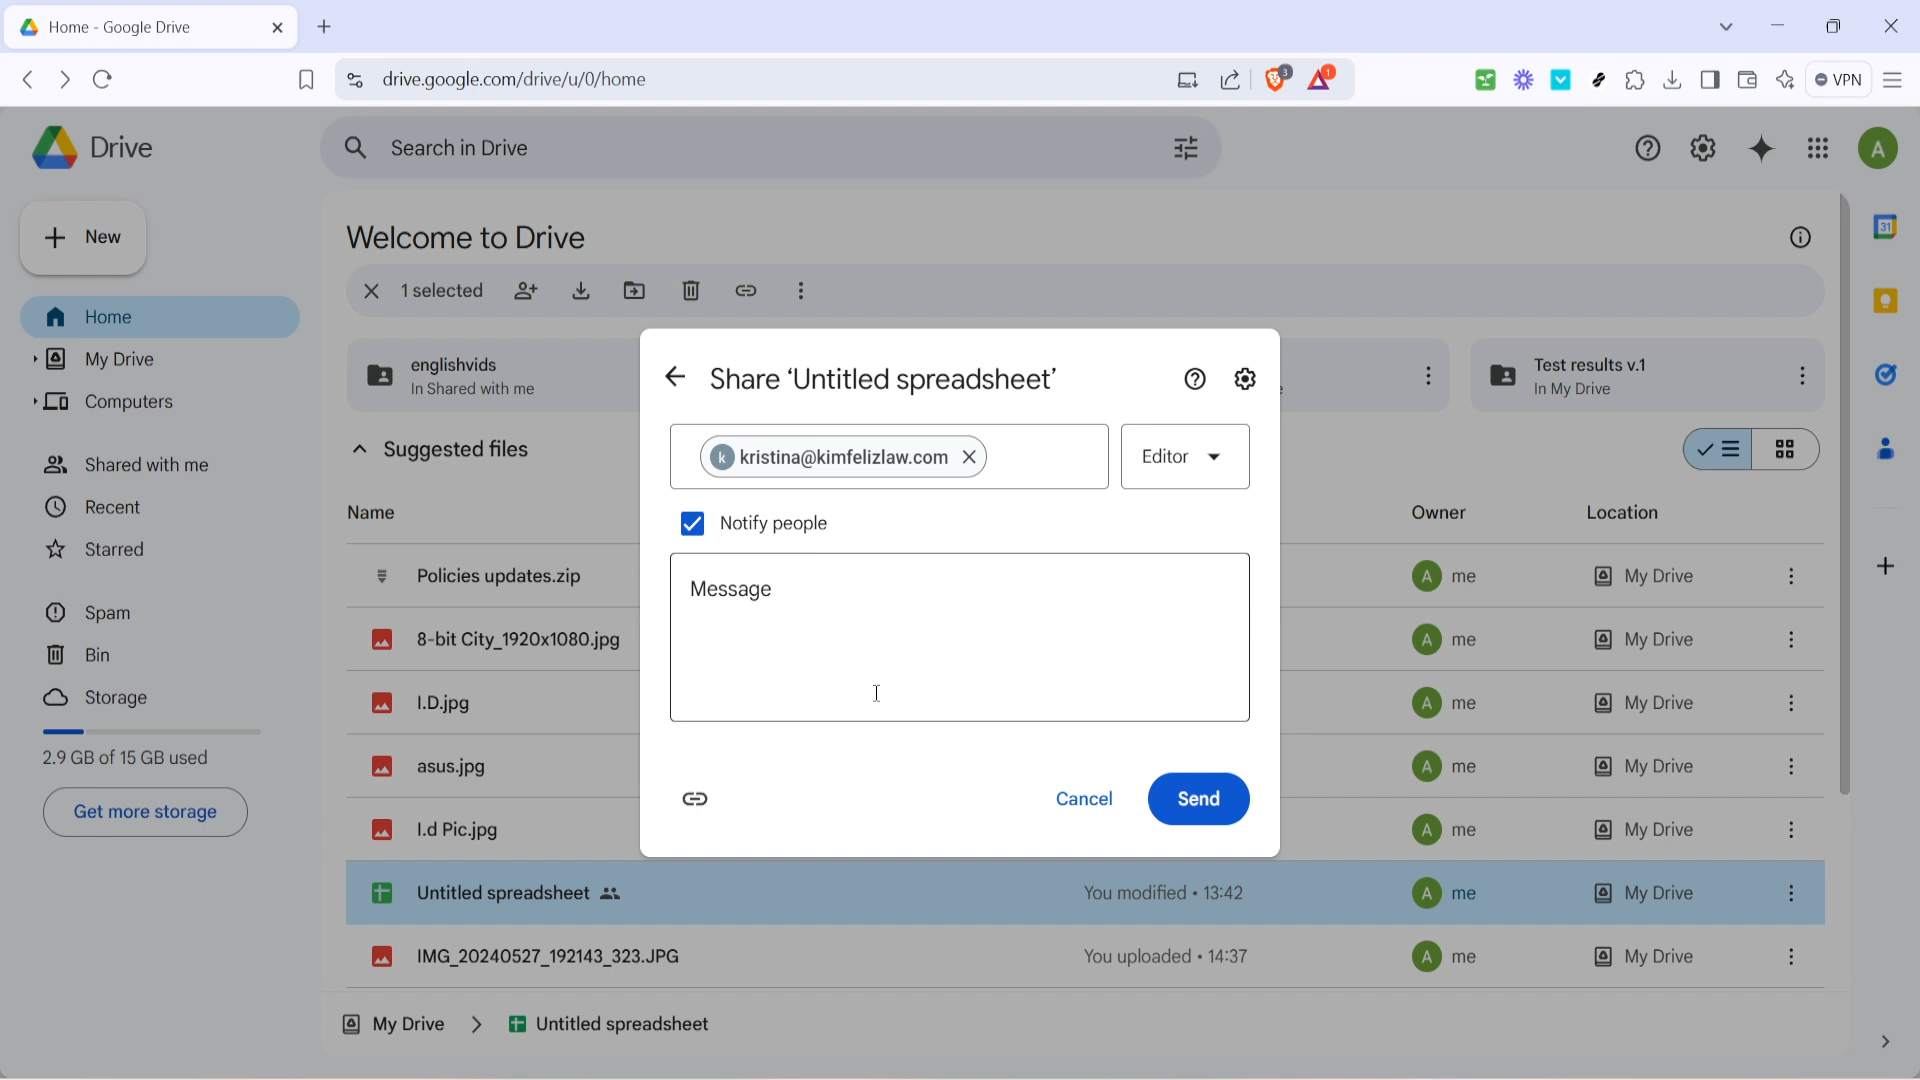 Home - Google Drive
drive.google.com/drive/u/0/home
3
1
VPN
Drive
Search in Drive
A
New
Welcome to Drive
31
1 selected
Home
My Drive
Computers
Shared with me
Recent
Starred
Spam
Bin
Storage
2.9 GB of 15 GB used
Get more storage
englishvids
In Shared with me
Test results v.1
In My Drive
Suggested files
Name
Owner
Location
Policies updates.zip
A me
My Drive
8-bit City_1920x1080.jpg
A me
My Drive
I.D.jpg
A me
My Drive
asus.jpg
A me
My Drive
I.d Pic.jpg
A me
My Drive
Untitled spreadsheet
You modified • 13:42
A me
My Drive
IMG_20240527_192143_323.JPG
You uploaded • 14:37
A me
My Drive
My Drive
Untitled spreadsheet
Share ‘Untitled spreadsheet’
k kristina@kimfelizlaw.com
Editor
Notify people
Message
Cancel
Send